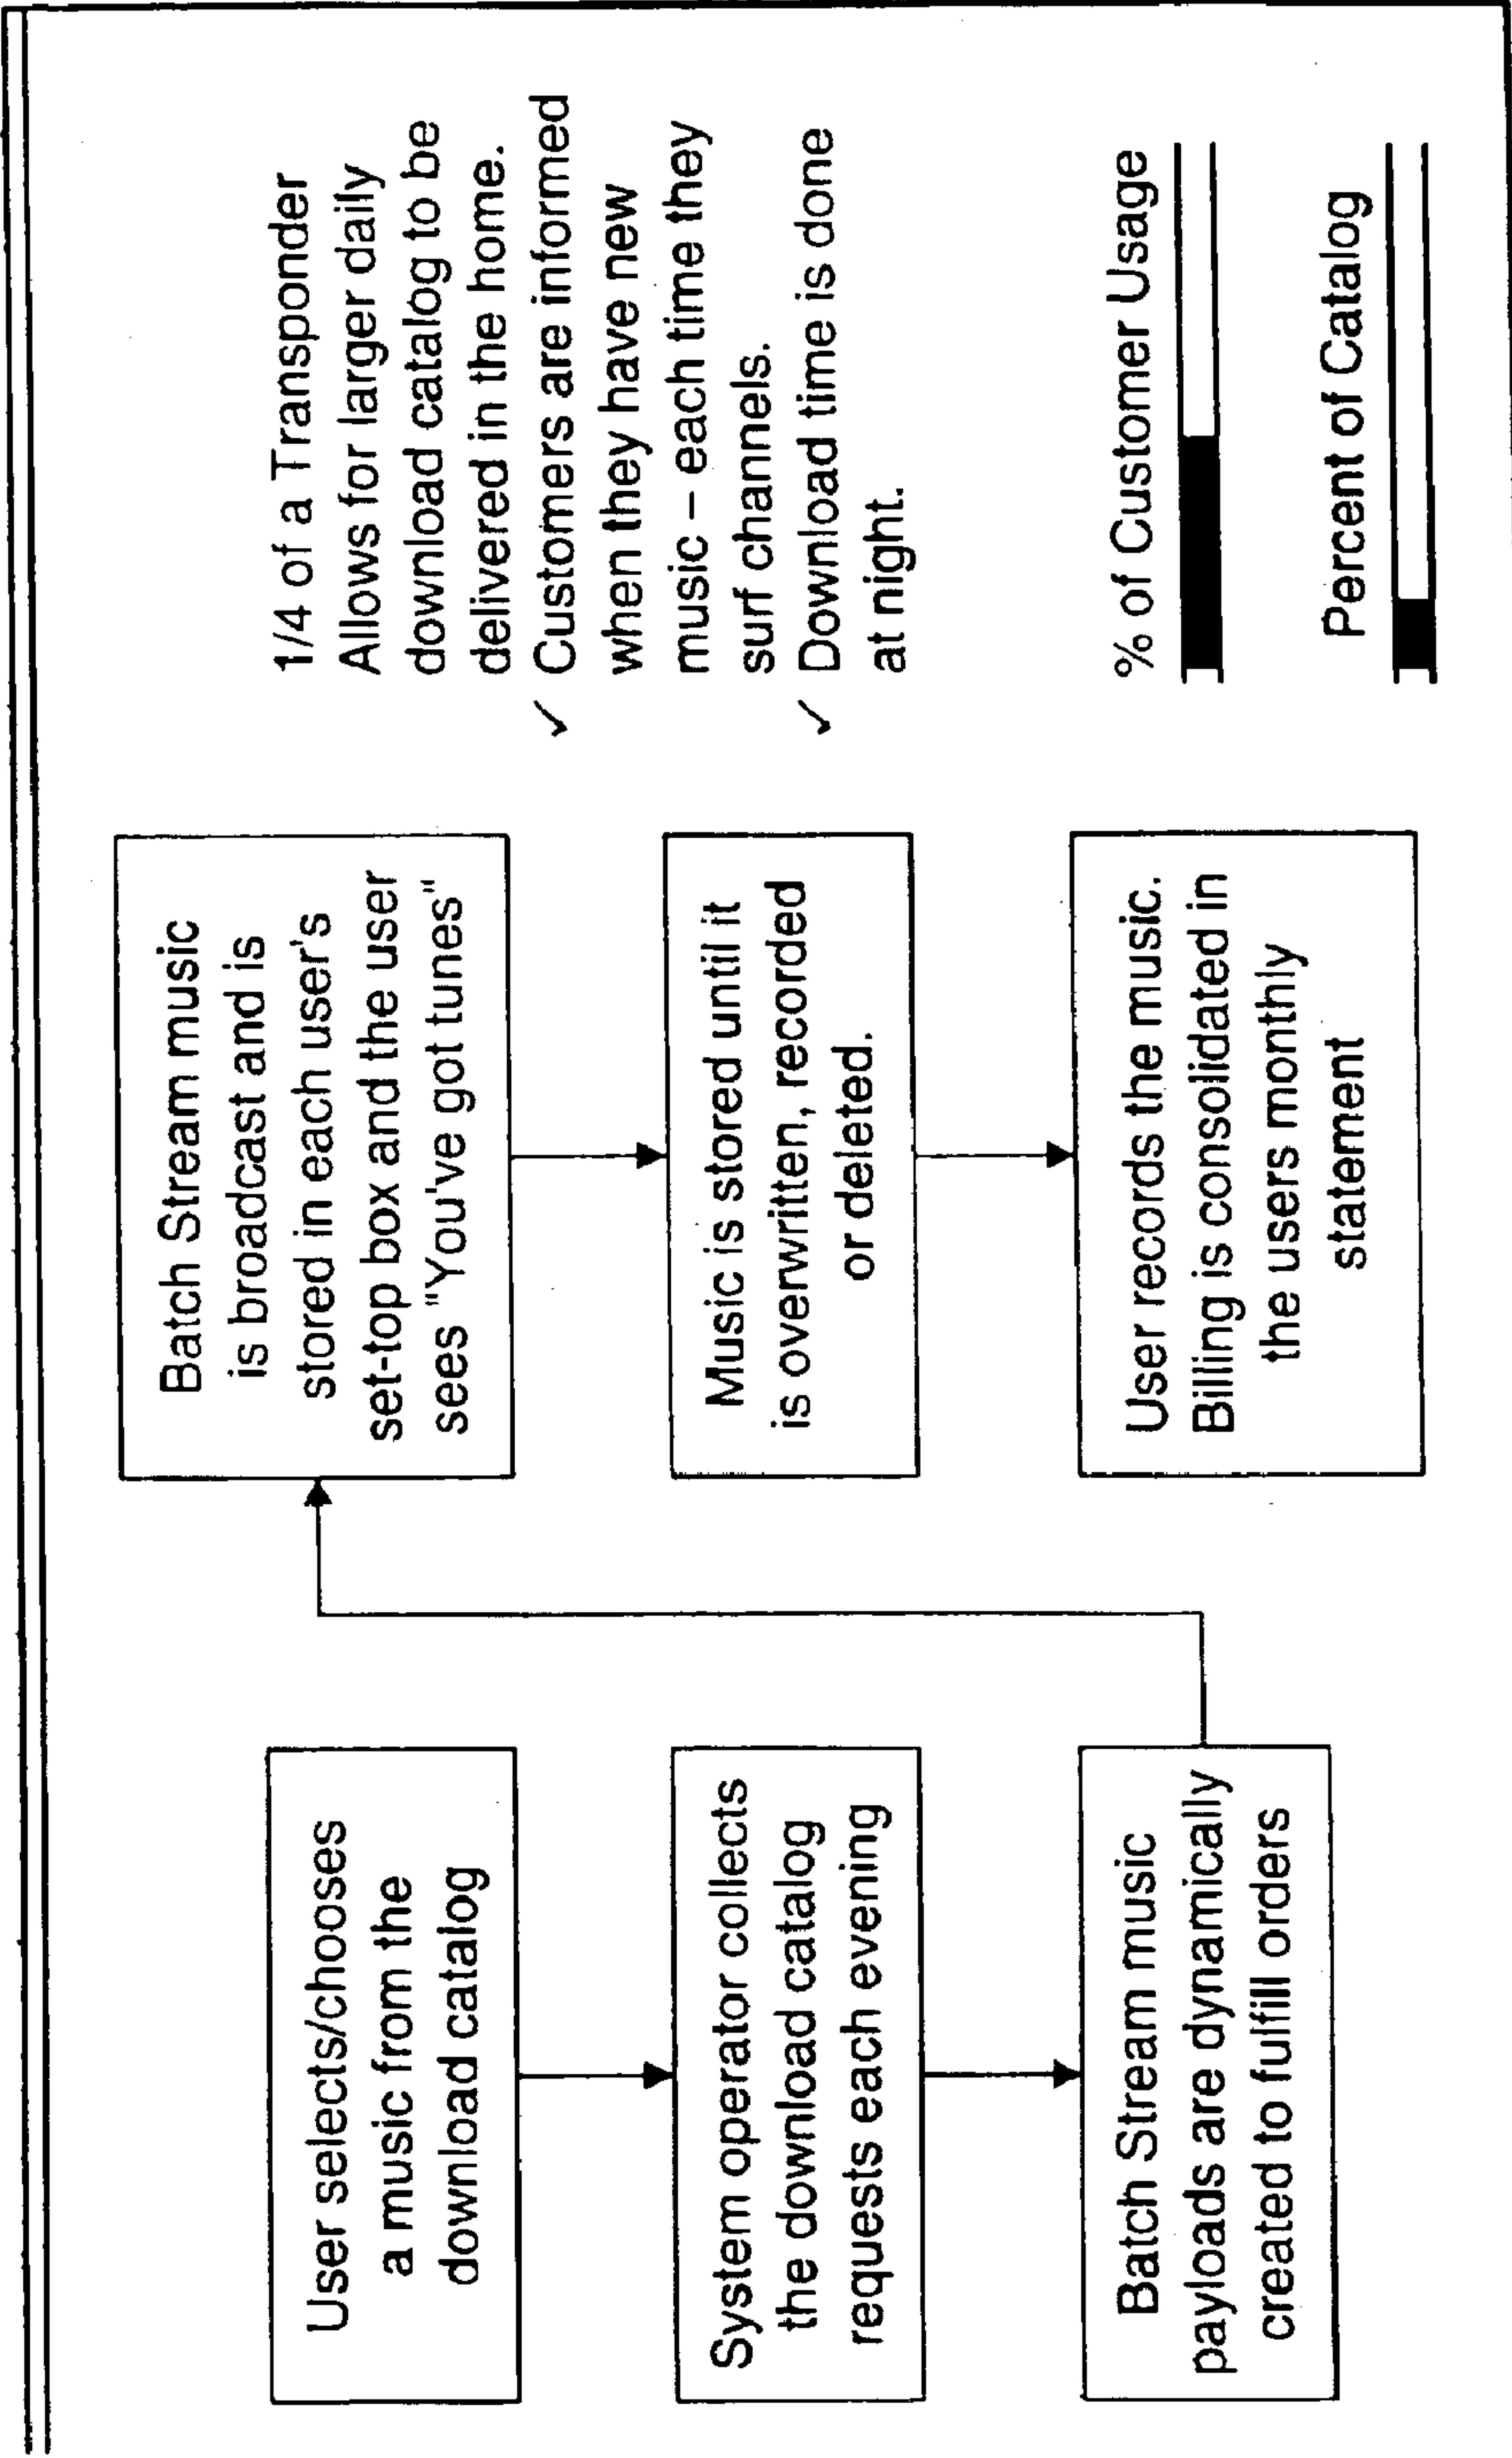 User selects/chooses
a music from the
download catalog
System operator collects
the download catalog
requests each evening
Batch Stream music
payloads are dynamically
created to fulfill orders
Batch Stream music
is broadcast and is
stored in each user's
set-top box and the user
sees "You've got tunes"
Music is stored until it
is overwritten, recorded
or deleted.
User records the music.
Billing is consolidated in
the users monthly
statement
1/4 of a Transponder
Allows for larger daily
download catalog to be
delivered in the home.
✓ Customers are informed
when they have new
music – each time they
surf channels.
✓ Download time is done
at night.
% of Customer Usage
Percent of Catalog